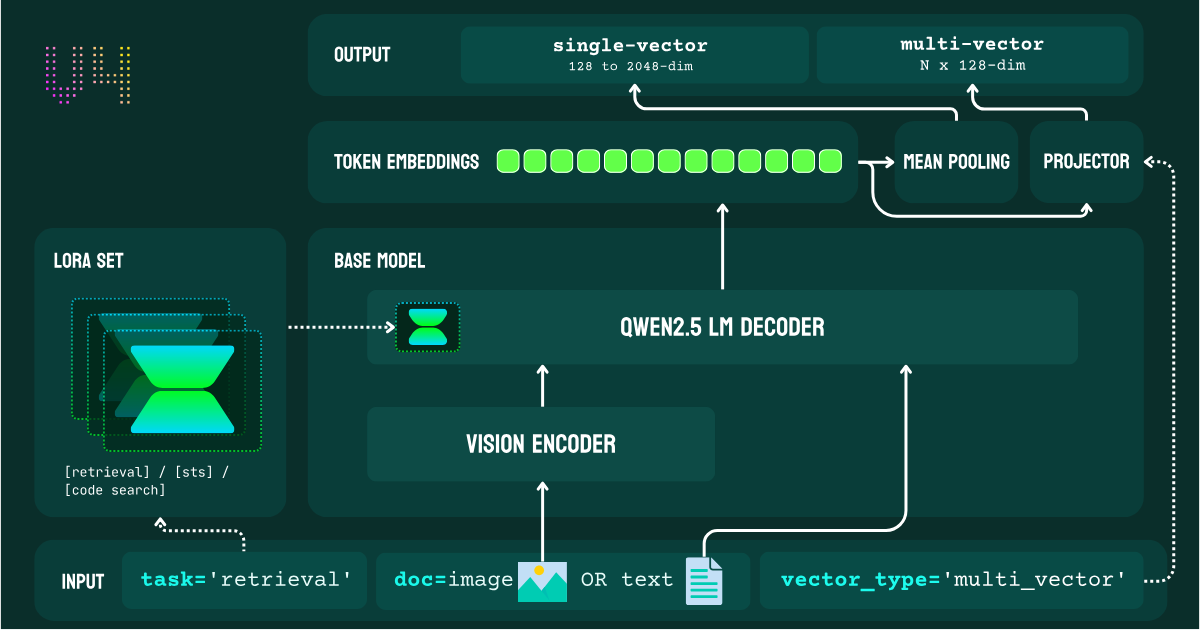 V4
OUTPUT
single-vector
128 to 2048-dim
multi-vector
N x 128-dim
TOKEN EMBEDDINGS
MEAN POOLING
PROJECTOR
LORA SET
[retrieval] / [sts] /
[code search]
BASE MODEL
QWEN2.5 LM DECODER
VISION ENCODER
INPUT
task='retrieval'
doc=image OR text
vector_type='multi_vector'